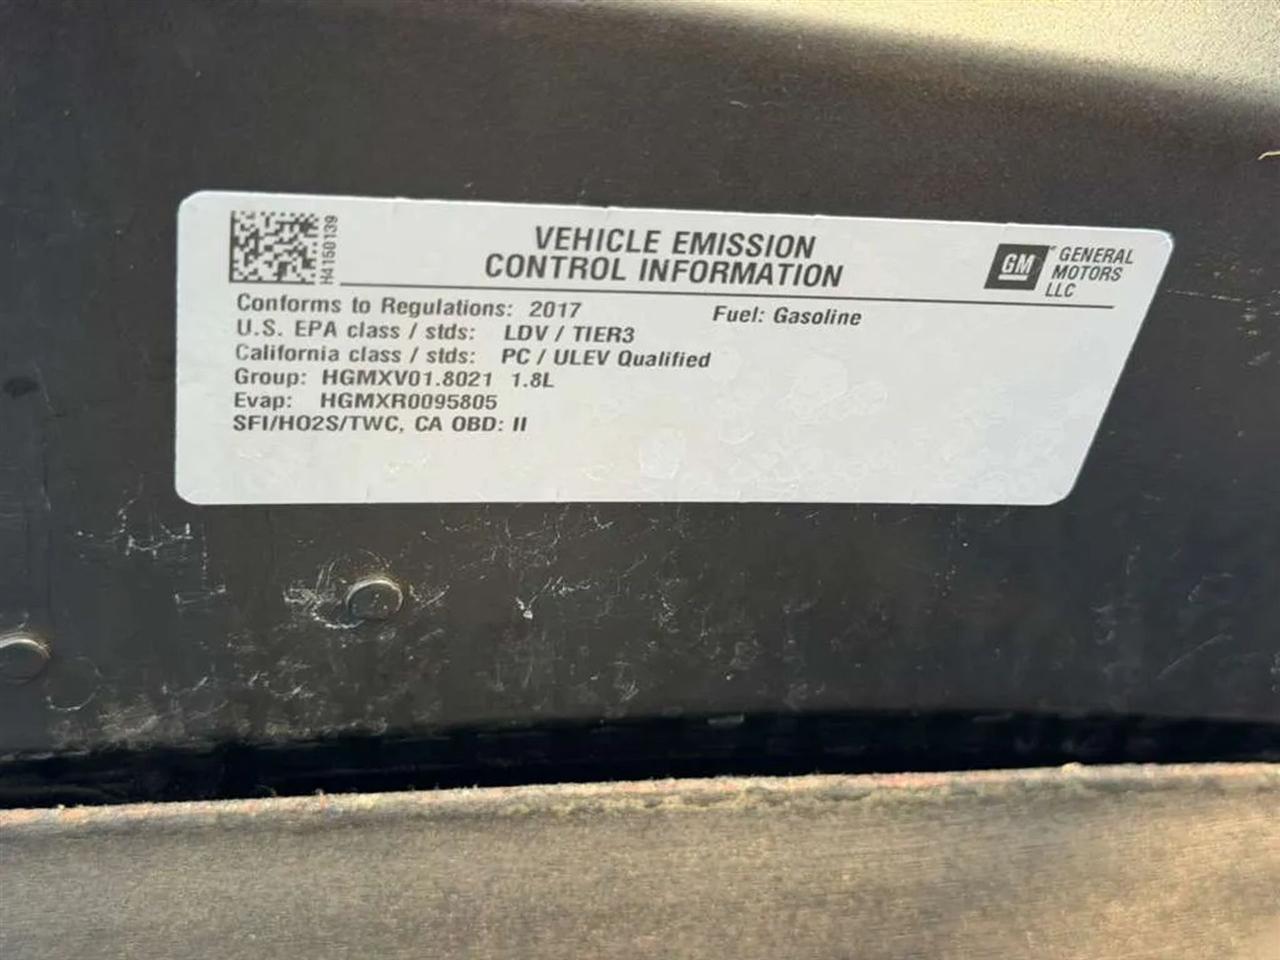 H4150139
VEHICLE EMISSION
CONTROL INFORMATION
GM
GENERAL
MOTORS
LLC
Conforms to Regulations: 2017
Fuel: Gasoline
U.S. EPA class / stds: LDV / TIER3
California class / stds: PC / ULEV Qualified
Group: HGMXV01.8021 1.8L
Evap: HGMXR0095805
SFI/HO2S/TWC, CA OBD: II